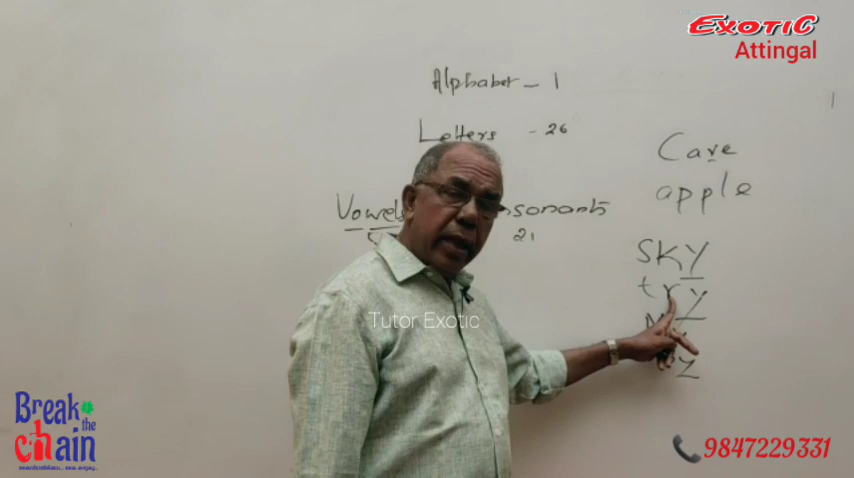 EXOTIC
Attingal
Alphabet - 1
Letters - 26
Care
apple
Vowels
21
SKY
try
Tutor Exotic
Break the chain
9847229331